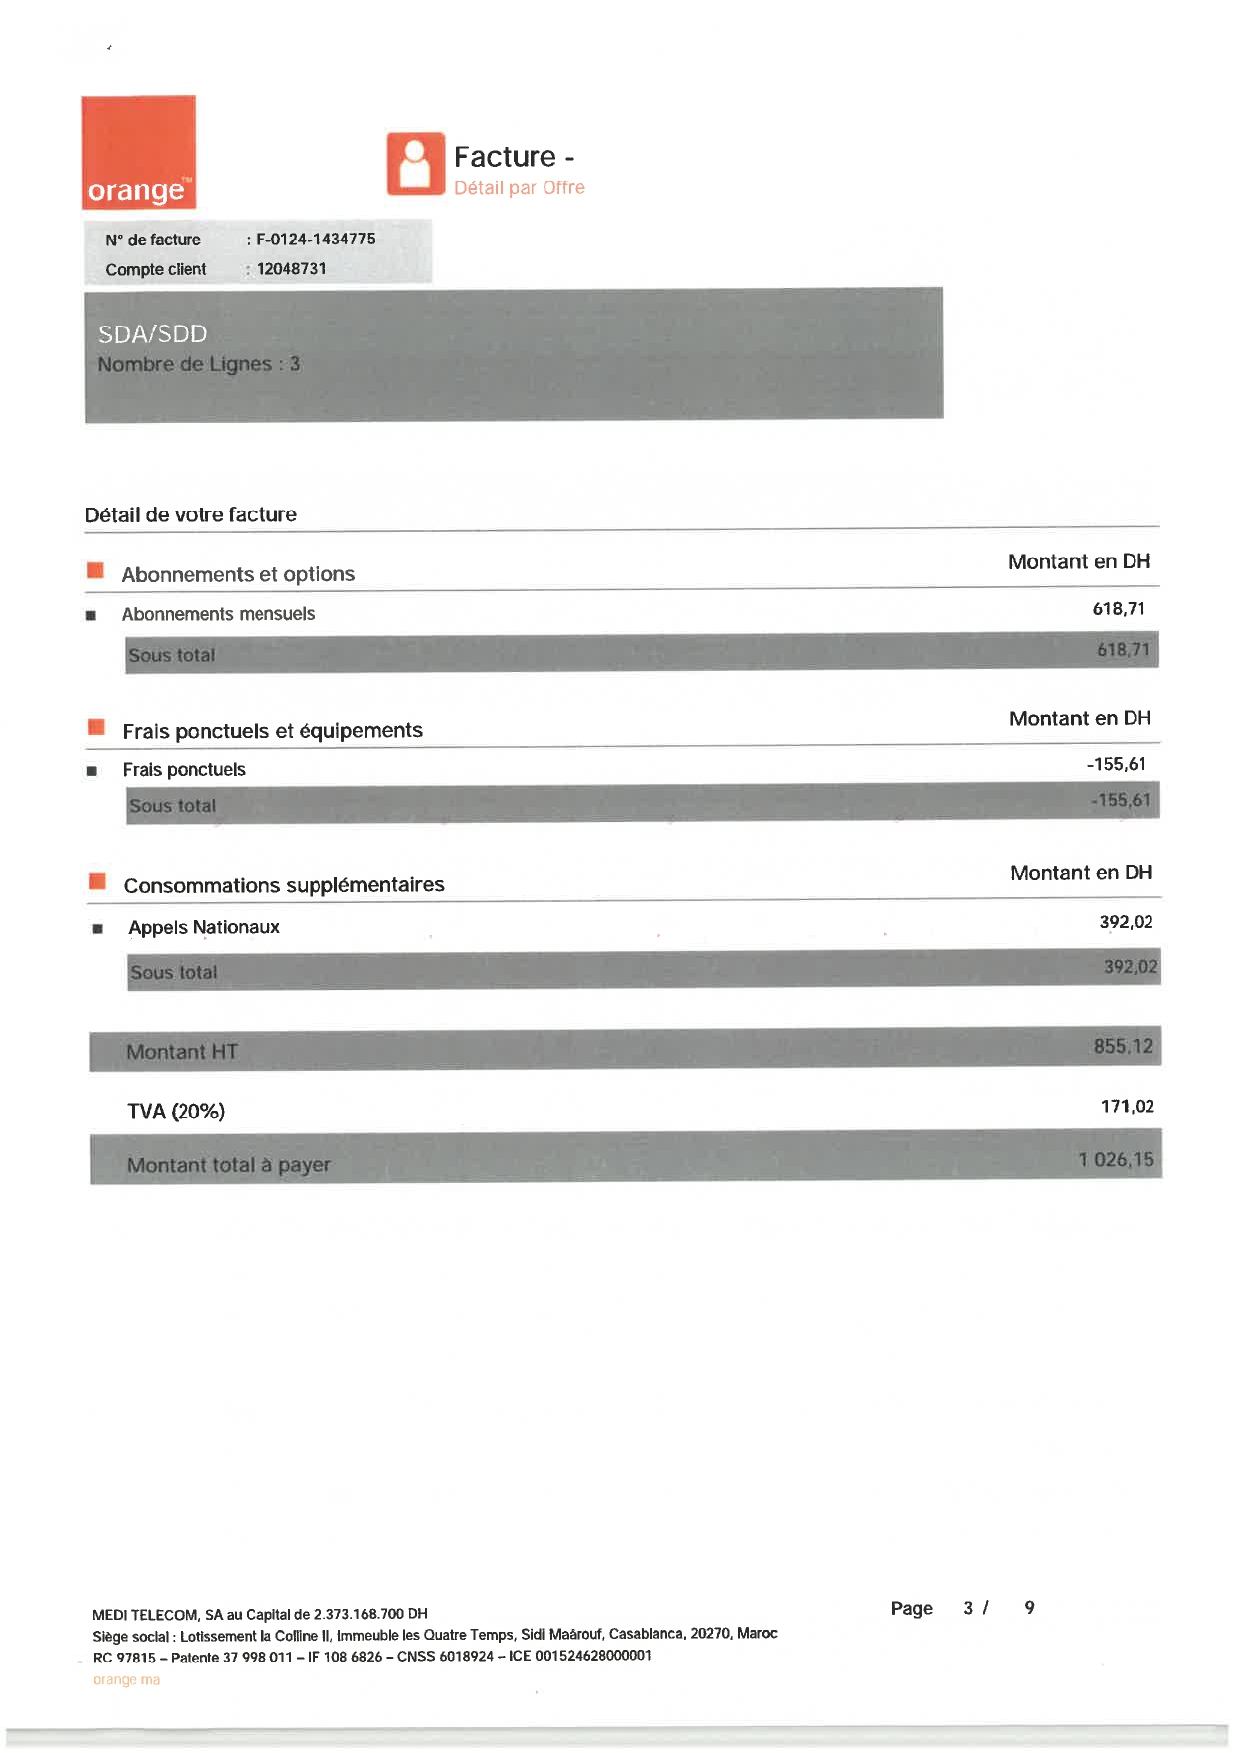 orange™
Facture -
Détail par Offre
N° de facture : F-0124-1434775
Compte client : 12048731
SDA/SDD
Nombre de Lignes : 3
Détail de votre facture
Abonnements et options Montant en DH
Abonnements mensuels 618,71
Sous total 618,71
Frais ponctuels et équipements Montant en DH
Frais ponctuels -155,61
Sous total -155,61
Consommations supplémentaires Montant en DH
Appels Nationaux 392,02
Sous total 392,02
Montant HT 855,12
TVA (20%) 171,02
Montant total à payer 1 026,15
MEDI TELECOM, SA au Capital de 2.373.168.700 DH
Page 3 / 9
Siège social : Lotissement la Colline II, Immeuble les Quatre Temps, Sidi Maârouf, Casablanca, 20270, Maroc
RC 97815 – Patente 37 998 011 – IF 108 6826 – CNSS 6018924 – ICE 001524628000001
orange ma